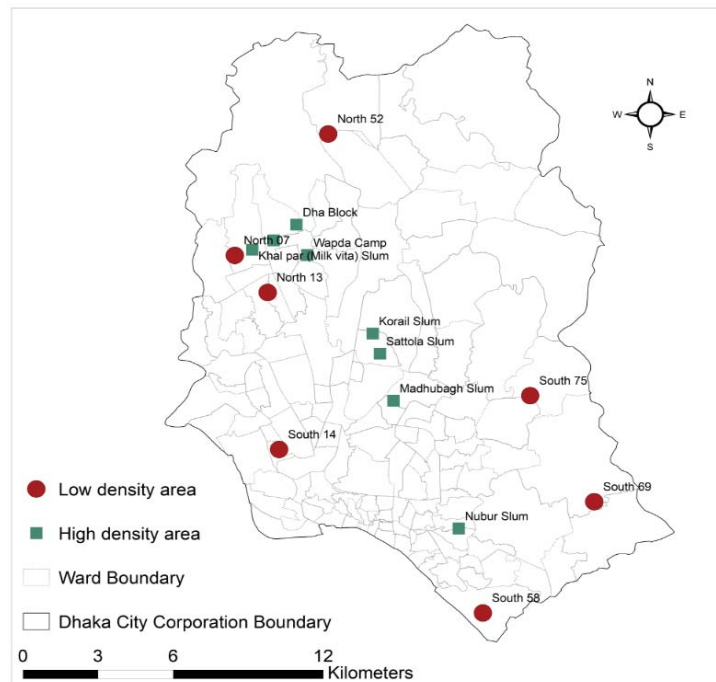 North 52
N
W
E
S
Dha Block
North 07
Wapda Camp
Khal par (Milk vita) Slum
North 13
Korail Slum
Sattola Slum
Madhubagh Slum
South 75
South 14
South 69
Nubur Slum
South 58
Low density area
High density area
Ward Boundary
Dhaka City Corporation Boundary
0 3 6 12
Kilometers